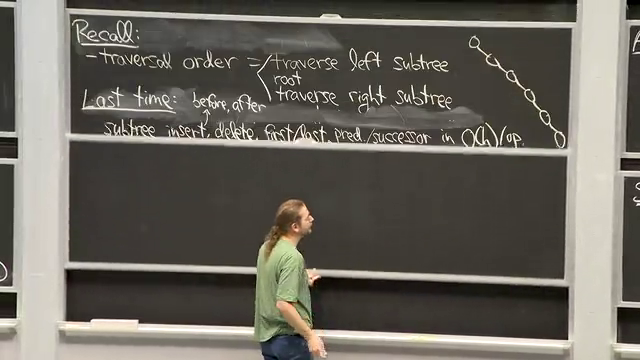 Recall:
- traversal order = traverse left subtree
root
traverse right subtree
Last time: before, after
subtree insert, delete, first/last, pred./successor in O(h)/op.